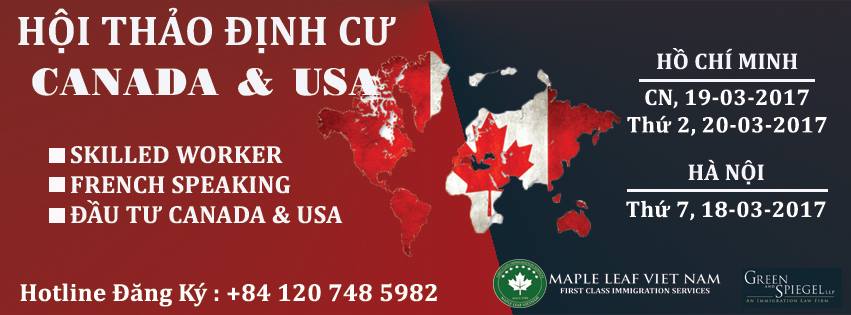 HỘI THẢO ĐỊNH CƯ
CANADA & USA
SKILLED WORKER
FRENCH SPEAKING
ĐẦU TƯ CANADA & USA
Hotline Đăng Ký : +84 120 748 5982
HỒ CHÍ MINH
CN, 19-03-2017
Thứ 2, 20-03-2017
HÀ NỘI
Thứ 7, 18-03-2017
MAPLE LEAF VIET NAM
FIRST CLASS IMMIGRATION SERVICES
GREEN
AND SPIEGEL LLP
AN IMMIGRATION LAW FIRM